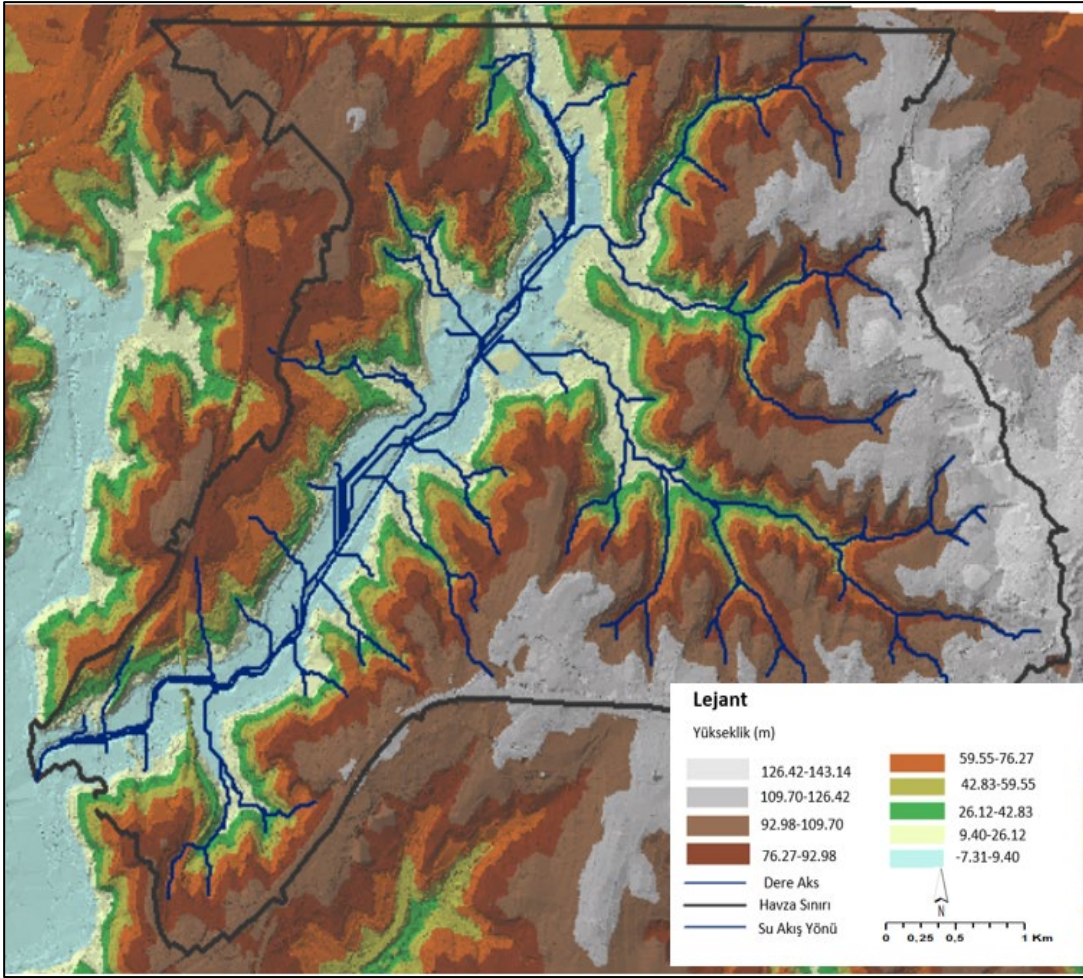 Lejant
Yükseklik (m)
126.42-143.14
109.70-126.42
92.98-109.70
76.27-92.98
59.55-76.27
42.83-59.55
26.12-42.83
9.40-26.12
-7.31-9.40
Dere Aks
Havza Sınırı
Su Akış Yönü
N
0 0,25 0,5 1 Km